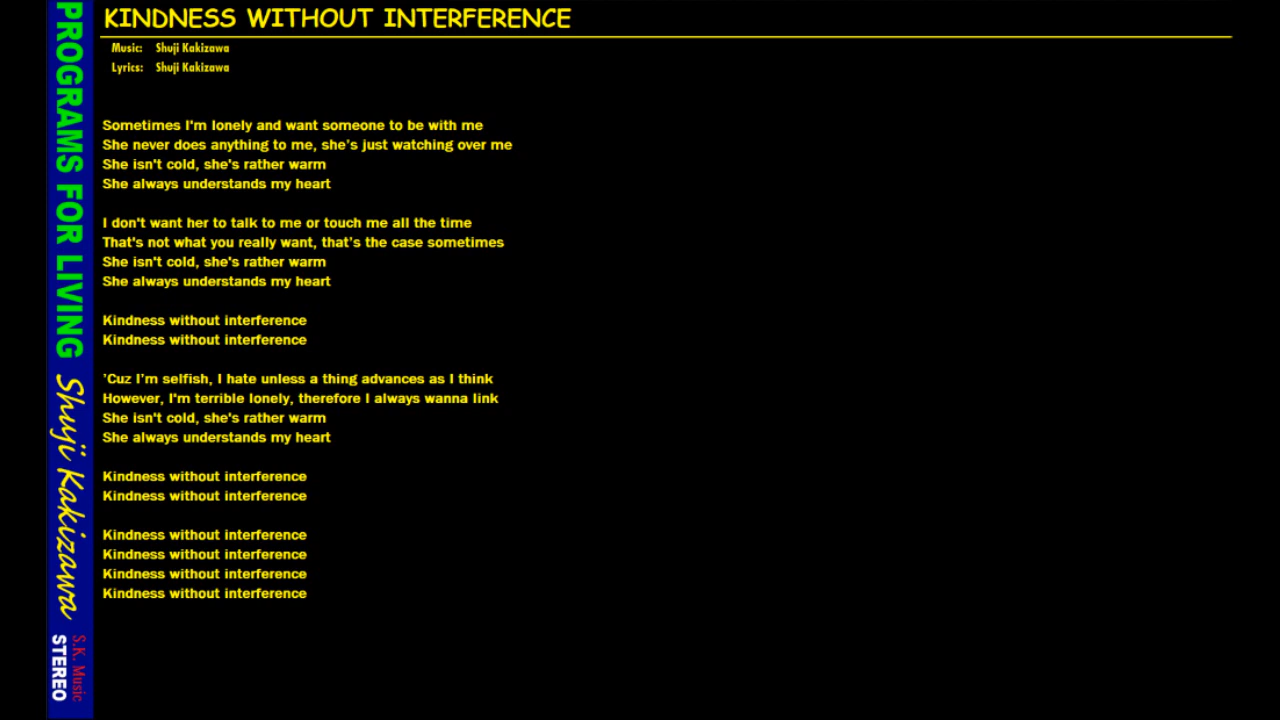 KINDNESS WITHOUT INTERFERENCE
Music: Shuji Kakizawa
Lyrics: Shuji Kakizawa
Sometimes I'm lonely and want someone to be with me
She never does anything to me, she's just watching over me
She isn't cold, she's rather warm
She always understands my heart
I don't want her to talk to me or touch me all the time
That's not what you really want, that's the case sometimes
She isn't cold, she's rather warm
She always understands my heart
Kindness without interference
Kindness without interference
'Cuz I'm selfish, I hate unless a thing advances as I think
However, I'm terrible lonely, therefore I always wanna link
She isn't cold, she's rather warm
She always understands my heart
Kindness without interference
Kindness without interference
Kindness without interference
Kindness without interference
Kindness without interference
Kindness without interference
PROGRAMS FOR LIVING Shuji Kakizawa
S.K. Music
STEREO